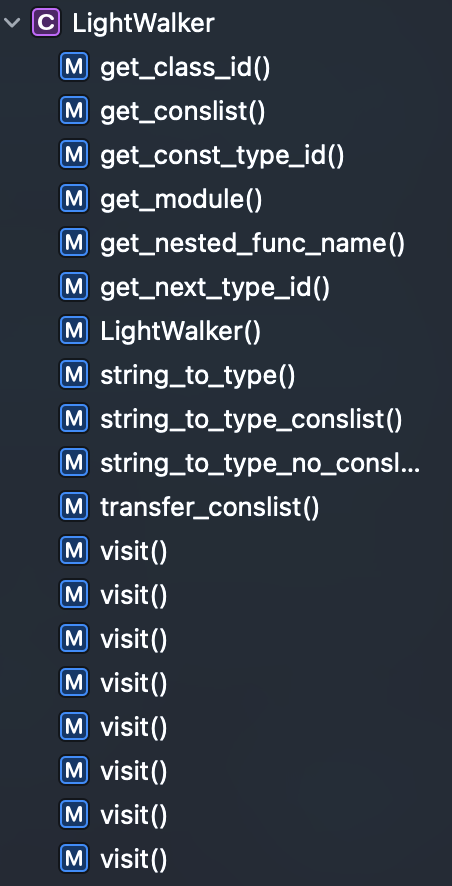 C LightWalker
M get_class_id()
M get_conslist()
M get_const_type_id()
M get_module()
M get_nested_func_name()
M get_next_type_id()
M LightWalker()
M string_to_type()
M string_to_type_conslist()
M string_to_type_no_consl...
M transfer_conslist()
M visit()
M visit()
M visit()
M visit()
M visit()
M visit()
M visit()
M visit()